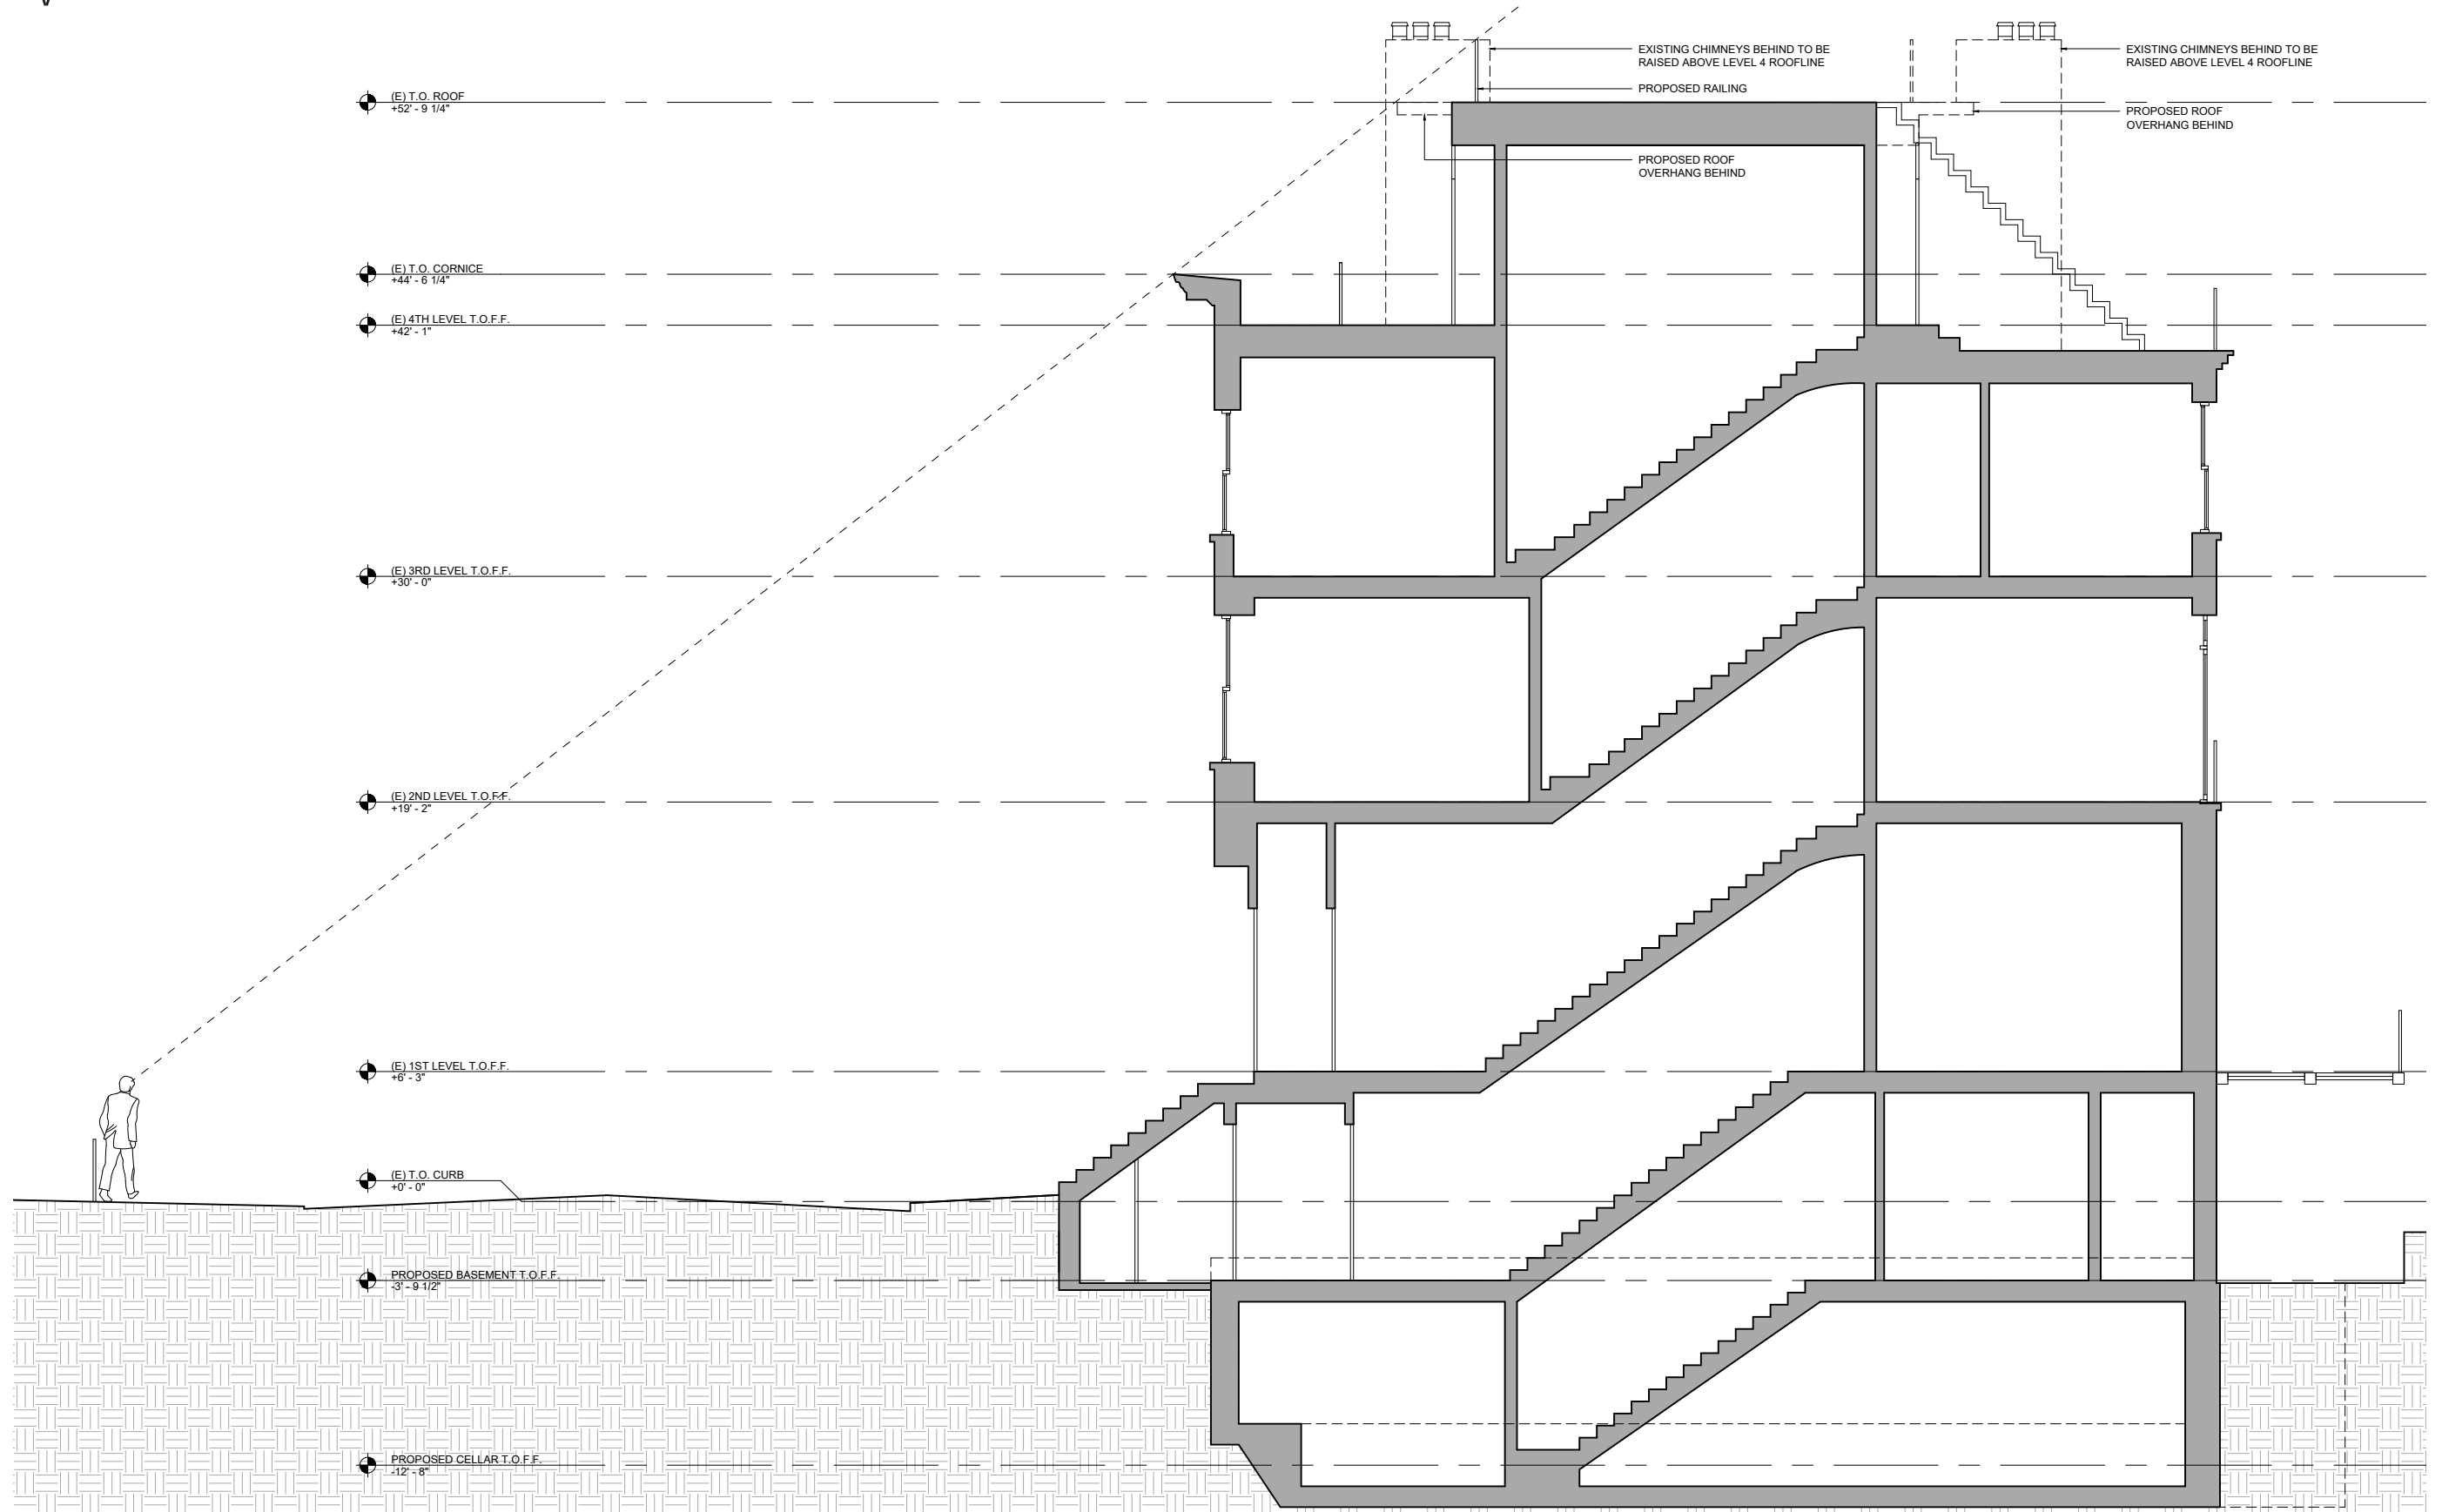 EXISTING CHIMNEYS BEHIND TO BE
RAISED ABOVE LEVEL 4 ROOFLINE
EXISTING CHIMNEYS BEHIND TO BE
RAISED ABOVE LEVEL 4 ROOFLINE
PROPOSED RAILING
(E) T.O. ROOF
+52' - 9 1/4"
PROPOSED ROOF
OVERHANG BEHIND
PROPOSED ROOF
OVERHANG BEHIND
(E) T.O. CORNICE
+44' - 6 1/4"
(E) 4TH LEVEL T.O.F.F.
+42' - 1"
(E) 3RD LEVEL T.O.F.F.
+30' - 0"
(E) 2ND LEVEL T.O.F.F.
+19' - 2"
(E) 1ST LEVEL T.O.F.F.
+6' - 3"
(E) T.O. CURB
+0' - 0"
PROPOSED BASEMENT T.O.F.F.
-3' - 9 1/2"
PROPOSED CELLAR T.O.F.F.
-12' - 8"